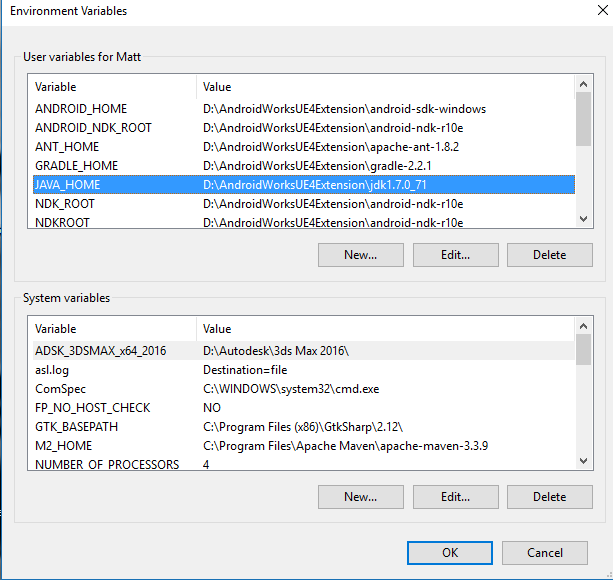 Environment Variables
User variables for Matt
Variable Value
ANDROID_HOME D:\AndroidWorksUE4Extension\android-sdk-windows
ANDROID_NDK_ROOT D:\AndroidWorksUE4Extension\android-ndk-r10e
ANT_HOME D:\AndroidWorksUE4Extension\apache-ant-1.8.2
GRADLE_HOME D:\AndroidWorksUE4Extension\gradle-2.2.1
JAVA_HOME D:\AndroidWorksUE4Extension\jdk1.7.0_71
NDK_ROOT D:\AndroidWorksUE4Extension\android-ndk-r10e
NDKROOT D:\AndroidWorksUE4Extension\android-ndk-r10e
New... Edit... Delete
System variables
Variable Value
ADSK_3DSMAX_x64_2016 D:\Autodesk\3ds Max 2016\
asl.log Destination=file
ComSpec C:\WINDOWS\system32\cmd.exe
FP_NO_HOST_CHECK NO
GTK_BASEPATH C:\Program Files (x86)\GtkSharp\2.12\
M2_HOME C:\Program Files\Apache Maven\apache-maven-3.3.9
NUMBER_OF_PROCESSORS 4
New... Edit... Delete
OK Cancel